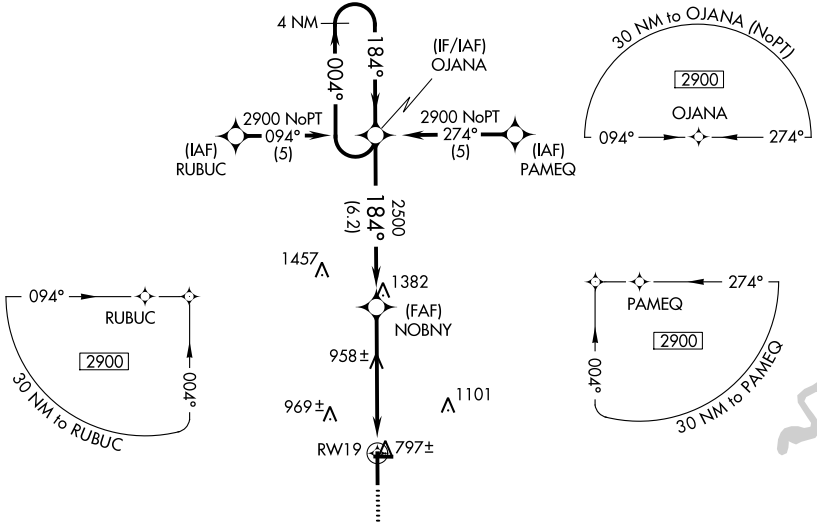 4 NM
184°
004°
(IF/IAF)
OJANA
2900 NoPT
094°
(5)
(IAF)
RUBUC
2900 NoPT
274°
(5)
(IAF)
PAMEQ
30 NM to OJANA (NoPT)
2900
OJANA
094°
274°
2500
184°
(6.2)
1457
1382
(FAF)
NOBNY
958±
969±
1101
RW19
797±
094°
RUBUC
2900
004°
30 NM to RUBUC
274°
PAMEQ
2900
004°
30 NM to PAMEQ